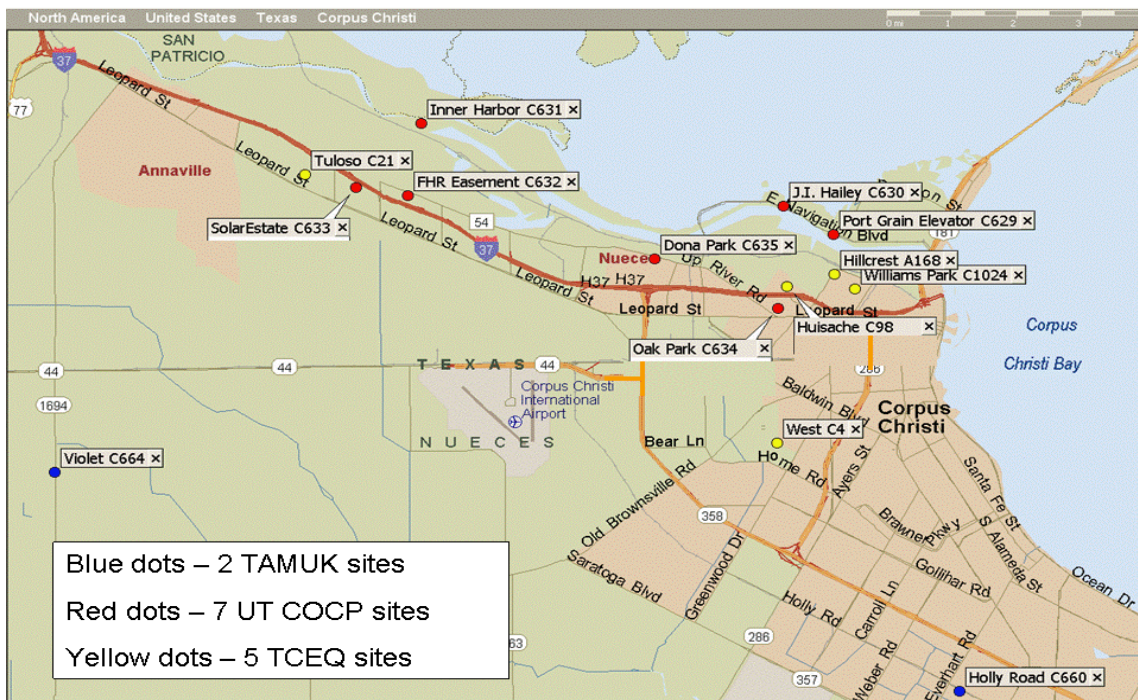 North America United States Texas Corpus Christi
0 mi 1 2 3
SAN
PATRICIO
37
Leopard St
77
Inner Harbor C631 ×
Annaville
Leopard St
Tuloso C21 ×
FHR Easement C632 ×
J.I. Hailey C630 ×
E Navigation Blvd
SolarEstate C633 ×
Leopard St
54
Port Grain Elevator C629 ×
181
37
Dona Park C635 ×
Nuece
Up River Rd
Hillcrest A168 ×
Williams Park C1024 ×
H37 H37
Leopard St
Leopard St
Leopard St
Huisache C98 ×
Corpus
Christi Bay
Oak Park C634 ×
TEXAS
44
44
44
286
Corpus Christi
International
Airport
Baldwin Blvd
Corpus
Christi
1694
NUECES
Bear Ln
West C4 ×
Home Rd
Ayers St
Violet C664 ×
Old Brownsville Rd
Santa Fe St
358
Brawner Pkwy
S Alameda St
Saratoga Blvd
Greenwood Dr
Gollihar Rd
Ocean Dr
Holly Rd
Carroll Ln
286
63
Weber Rd
Everhart Rd
357
Holly Road C660 ×
Blue dots – 2 TAMUK sites
Red dots – 7 UT COCP sites
Yellow dots – 5 TCEQ sites